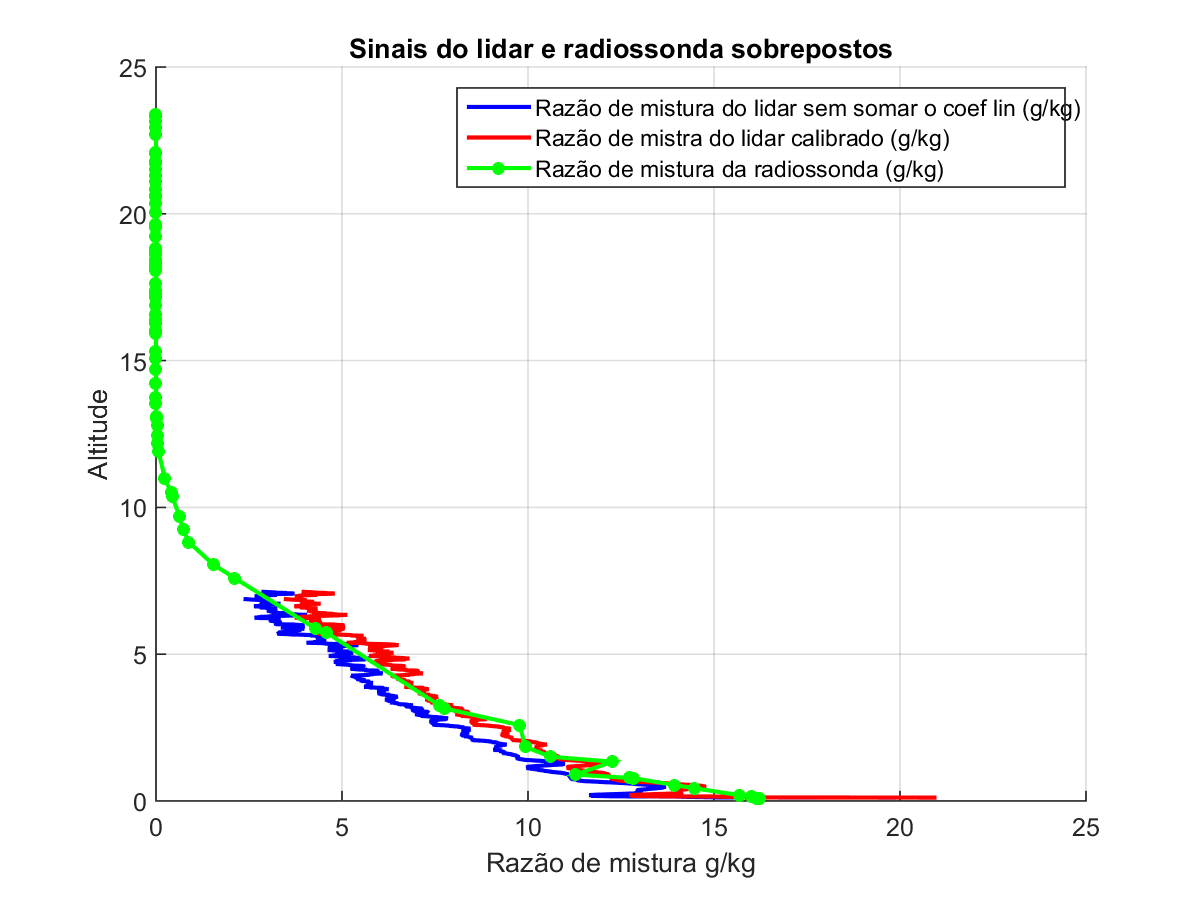 Sinais do lidar e radiossonda sobrepostos
25
Razão de mistura do lidar sem somar o coef lin (g/kg)
Razão de mistra do lidar calibrado (g/kg)
Razão de mistura da radiossonda (g/kg)
20
15
Altitude
10
5
0
0 5 10 15 20 25
Razão de mistura g/kg